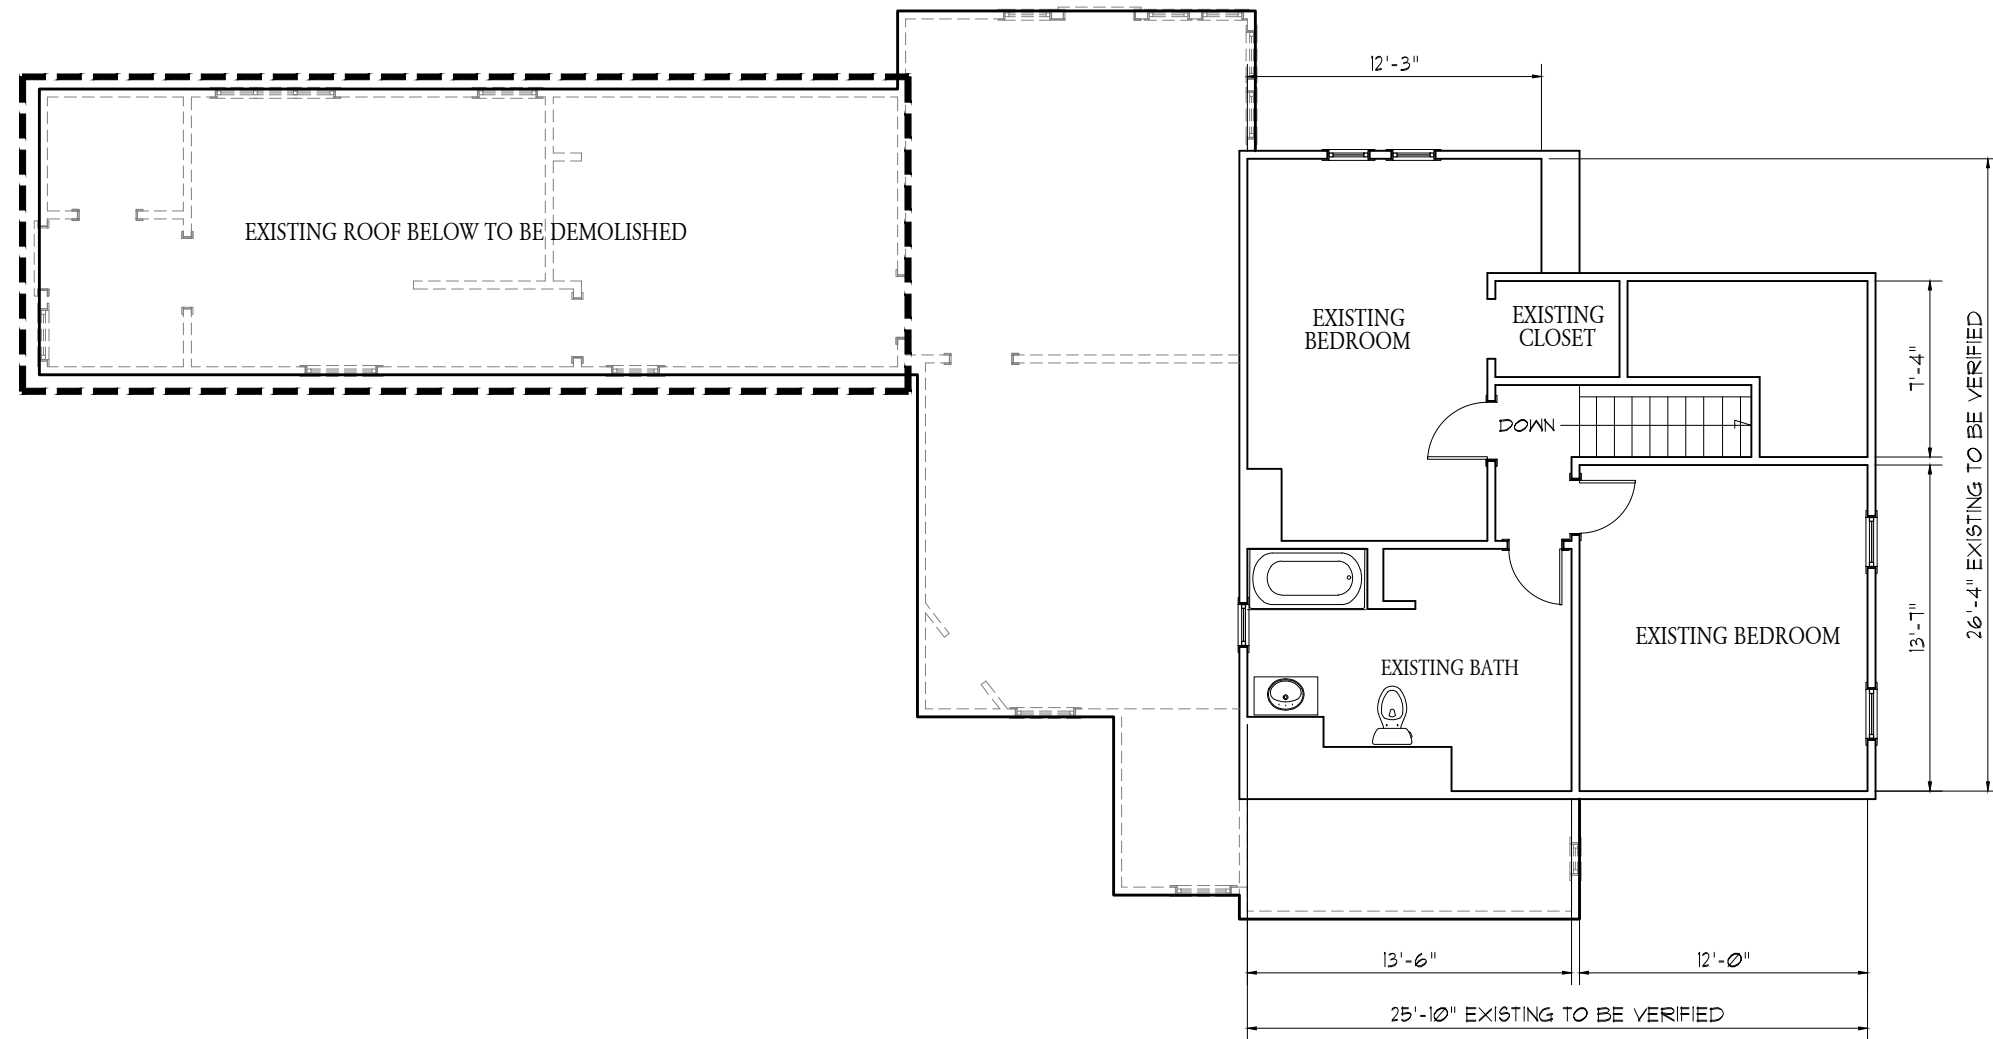 12'-3"
EXISTING ROOF BELOW TO BE DEMOLISHED
EXISTING
BEDROOM
EXISTING
CLOSET
7'-4"
26'-4" EXISTING TO BE VERIFIED
DOWN
13'-7"
EXISTING BEDROOM
EXISTING BATH
13'-6"
12'-0"
25'-10" EXISTING TO BE VERIFIED